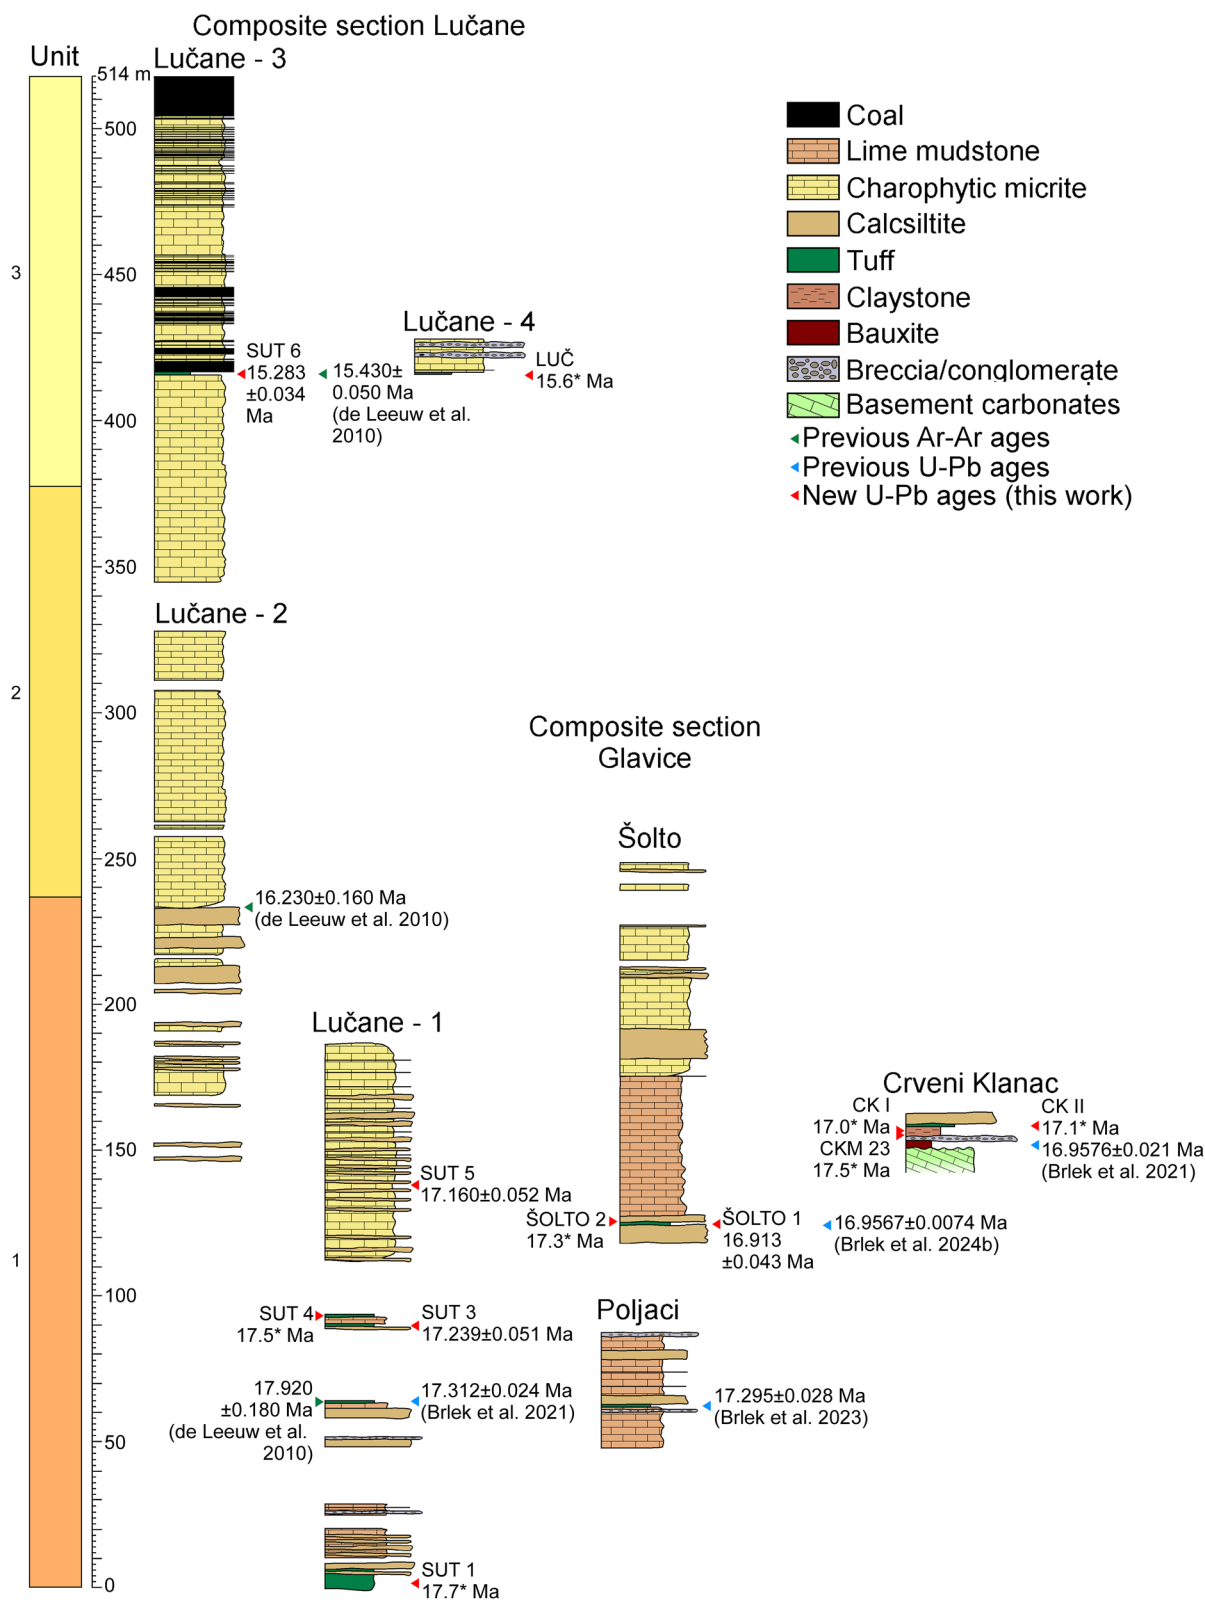 Composite section Lučane
Unit
Lučane - 3
514 m
500
Coal
Lime mudstone
Charophytic micrite
Calcsiltite
Tuff
Claystone
Bauxite
Breccia/conglomerate
Basement carbonates
Previous Ar-Ar ages
Previous U-Pb ages
New U-Pb ages (this work)
3
450
Lučane - 4
SUT 6
15.283
±0.034
Ma
15.430±
0.050 Ma
(de Leeuw et al.
2010)
LUČ
15.6* Ma
400
350
Lučane - 2
2
300
Composite section
Glavice
Šolto
250
16.230±0.160 Ma
(de Leeuw et al. 2010)
200
Lučane - 1
Crveni Klanac
CK I
17.0* Ma
CKM 23
17.5* Ma
CK II
17.1* Ma
16.9576±0.021 Ma
(Brlek et al. 2021)
150
SUT 5
17.160±0.052 Ma
ŠOLTO 2
17.3* Ma
ŠOLTO 1
16.913
±0.043 Ma
16.9567±0.0074 Ma
(Brlek et al. 2024b)
1
100
SUT 4
17.5* Ma
SUT 3
17.239±0.051 Ma
Poljaci
17.920
±0.180 Ma
(de Leeuw et al.
2010)
17.312±0.024 Ma
(Brlek et al. 2021)
17.295±0.028 Ma
(Brlek et al. 2023)
50
SUT 1
17.7* Ma
0